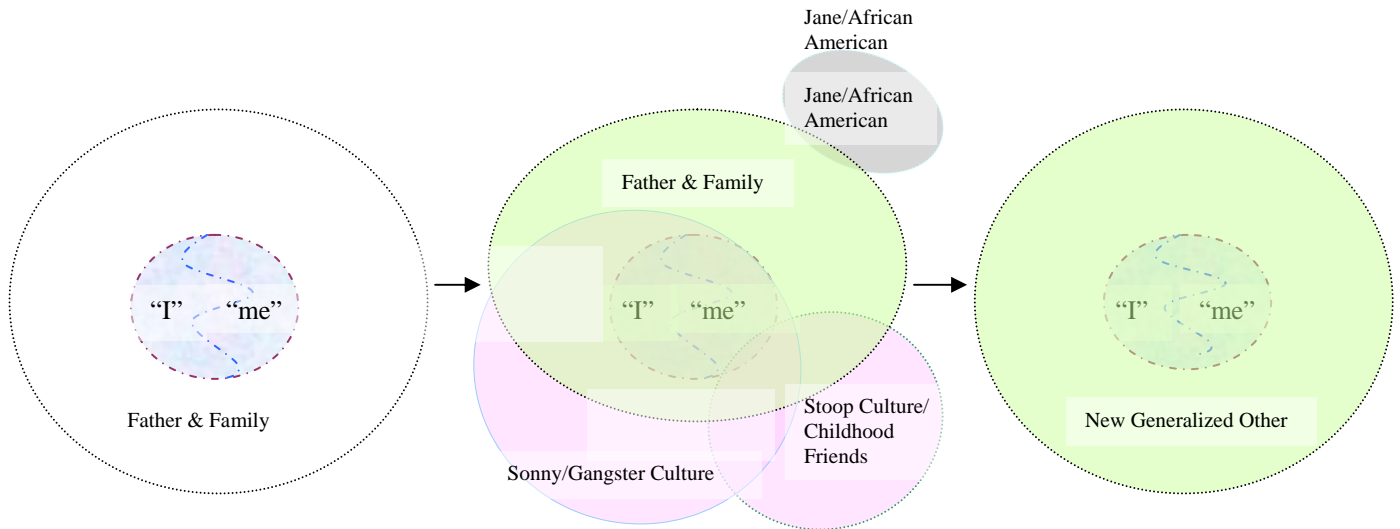 “I” “me”
Father & Family
Jane/African
American
Jane/African
American
Father & Family
“I” “me”
Stoop Culture/
Childhood
Friends
Sonny/Gangster Culture
“I” “me”
New Generalized Other